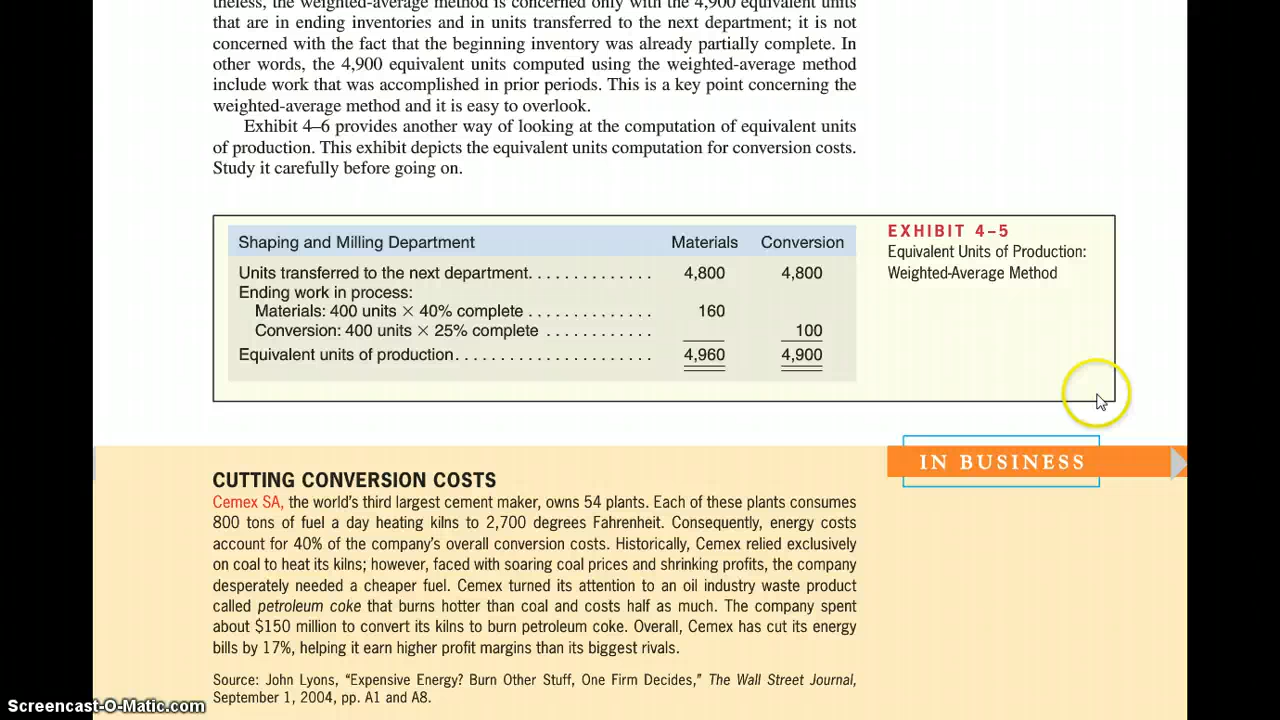 theless, the weighted-average method is concerned only with the 4,900 equivalent units
that are in ending inventories and in units transferred to the next department; it is not
concerned with the fact that the beginning inventory was already partially complete. In
other words, the 4,900 equivalent units computed using the weighted-average method
include work that was accomplished in prior periods. This is a key point concerning the
weighted-average method and it is easy to overlook.
Exhibit 4–6 provides another way of looking at the computation of equivalent units
of production. This exhibit depicts the equivalent units computation for conversion costs.
Study it carefully before going on.
Shaping and Milling Department Materials Conversion
Units transferred to the next department. . . . . . . . . . . . . . 4,800 4,800
Ending work in process:
Materials: 400 units × 40% complete . . . . . . . . . . . . . . 160
Conversion: 400 units × 25% complete . . . . . . . . . . . . 100
Equivalent units of production. . . . . . . . . . . . . . . . . . . . . . 4,960 4,900
EXHIBIT 4–5
Equivalent Units of Production:
Weighted-Average Method
IN BUSINESS
CUTTING CONVERSION COSTS
Cemex SA, the world's third largest cement maker, owns 54 plants. Each of these plants consumes
800 tons of fuel a day heating kilns to 2,700 degrees Fahrenheit. Consequently, energy costs
account for 40% of the company's overall conversion costs. Historically, Cemex relied exclusively
on coal to heat its kilns; however, faced with soaring coal prices and shrinking profits, the company
desperately needed a cheaper fuel. Cemex turned its attention to an oil industry waste product
called petroleum coke that burns hotter than coal and costs half as much. The company spent
about $150 million to convert its kilns to burn petroleum coke. Overall, Cemex has cut its energy
bills by 17%, helping it earn higher profit margins than its biggest rivals.
Source: John Lyons, "Expensive Energy? Burn Other Stuff, One Firm Decides," The Wall Street Journal,
September 1, 2004, pp. A1 and A8.
Screencast-O-Matic.com